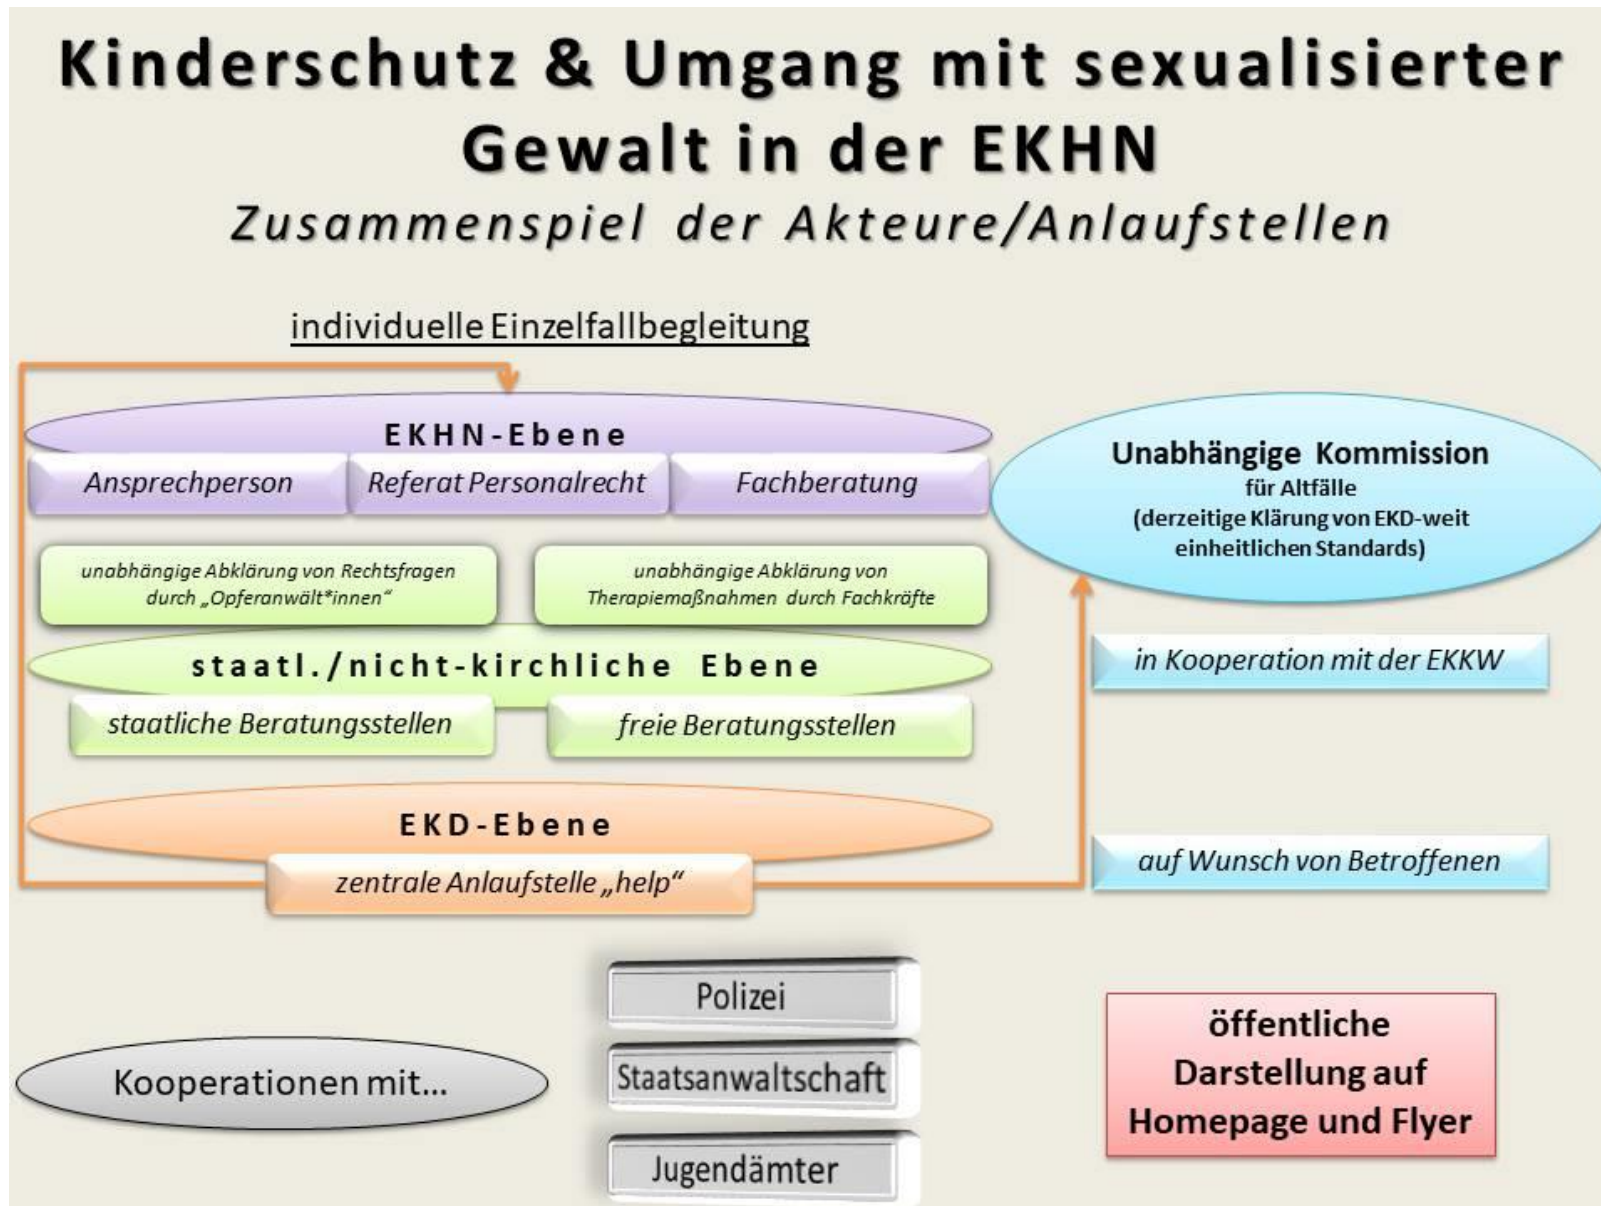 Kinderschutz & Umgang mit sexualisierter
Gewalt in der EKHN
Zusammenspiel der Akteure/Anlaufstellen
individuelle Einzelfallbegleitung
EKHN-Ebene
Ansprechperson
Referat Personalrecht
Fachberatung
unabhängige Abklärung von Rechtsfragen
durch „Opferanwält*innen“
unabhängige Abklärung von
Therapiemaßnahmen durch Fachkräfte
staatl./nicht-kirchliche Ebene
staatliche Beratungsstellen
freie Beratungsstellen
EKD-Ebene
zentrale Anlaufstelle „help“
Unabhängige Kommission
für Altfälle
(derzeitige Klärung von EKD-weit
einheitlichen Standards)
in Kooperation mit der EKKW
auf Wunsch von Betroffenen
Kooperationen mit...
Polizei
Staatsanwaltschaft
Jugendämter
öffentliche
Darstellung auf
Homepage und Flyer